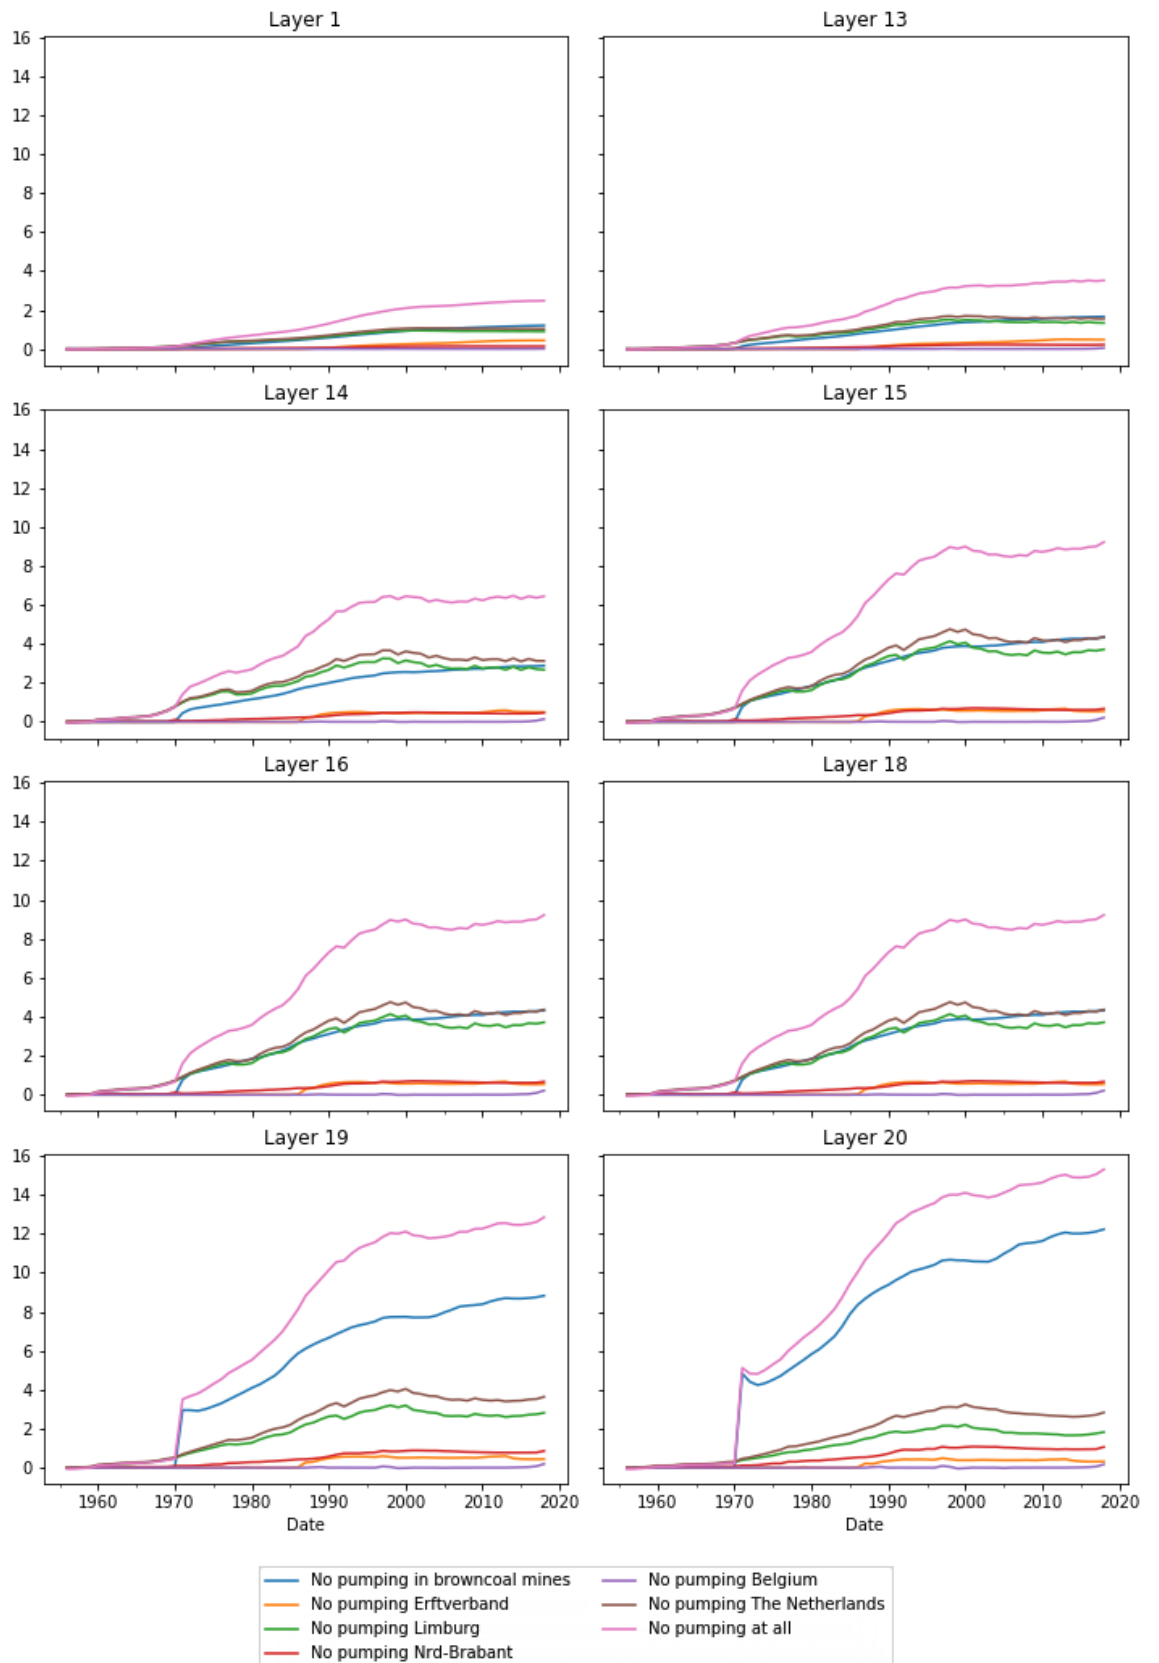 Layer 1
Layer 13
16
14
12
10
8
6
4
2
0
Layer 14
Layer 15
16
14
12
10
8
6
4
2
0
Layer 16
Layer 18
16
14
12
10
8
6
4
2
0
Layer 19
Layer 20
16
14
12
10
8
6
4
2
0
1960 1970 1980 1990 2000 2010 2020
1960 1970 1980 1990 2000 2010 2020
Date
Date
No pumping in browncoal mines
No pumping Erftverband
No pumping Limburg
No pumping Nrd-Brabant
No pumping Belgium
No pumping The Netherlands
No pumping at all